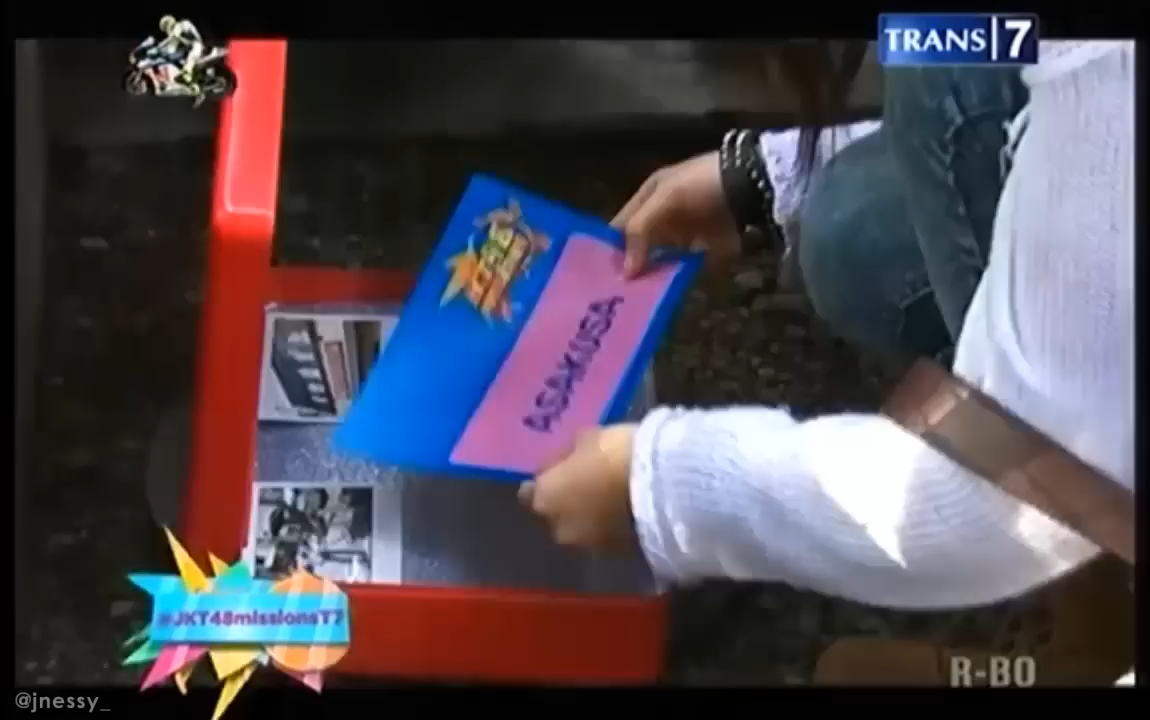 TRANS|7
ASAKUSA
@JKT48missionsT7
R-BO
@jnessy_